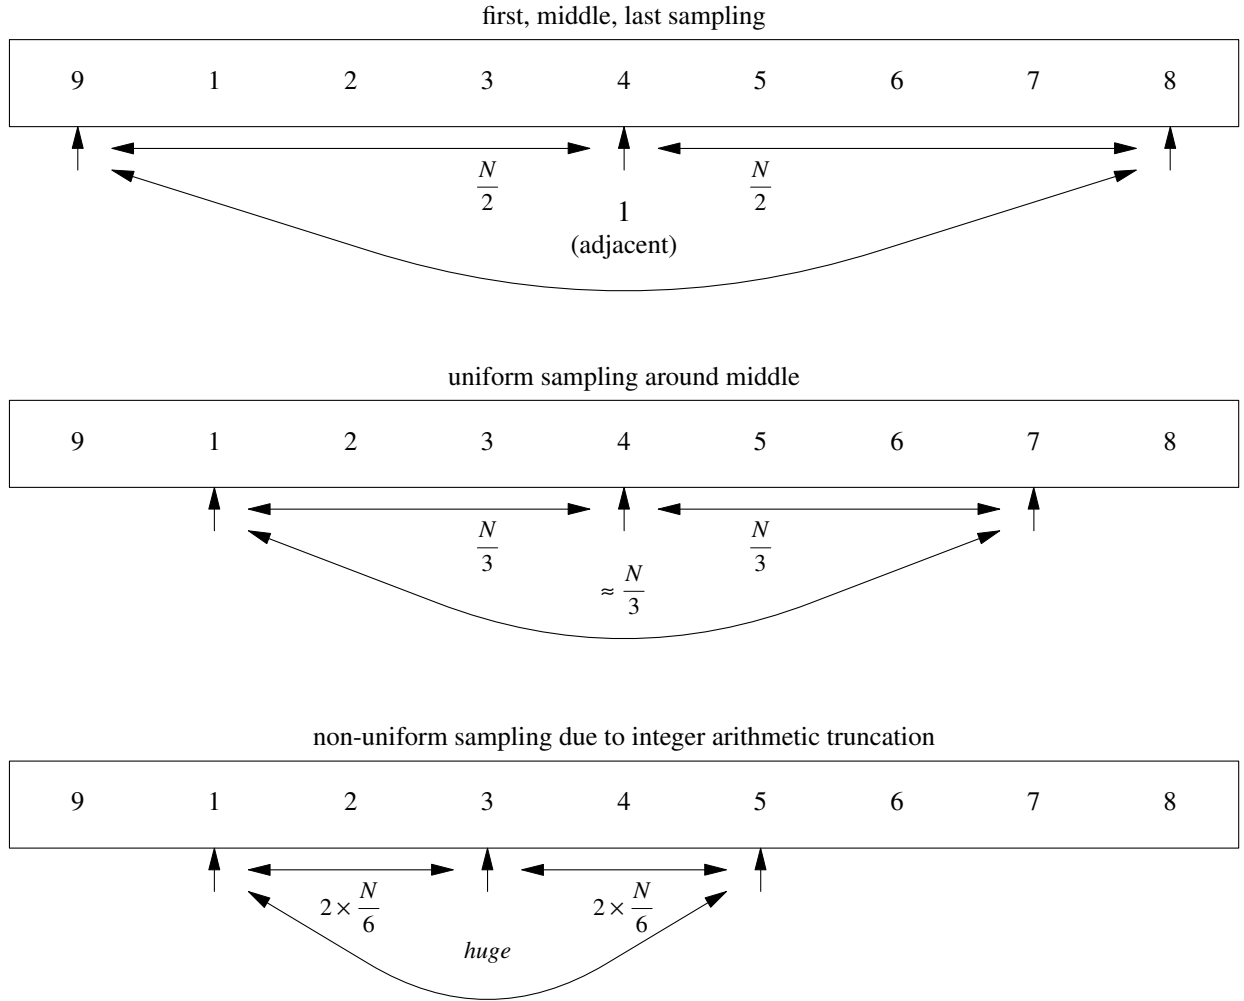 first, middle, last sampling
9 1 2 3 4 5 6 7 8
N/2 N/2
1
(adjacent)
uniform sampling around middle
9 1 2 3 4 5 6 7 8
N/3 N/3
≈ N/3
non-uniform sampling due to integer arithmetic truncation
9 1 2 3 4 5 6 7 8
2 × N/6 2 × N/6
huge